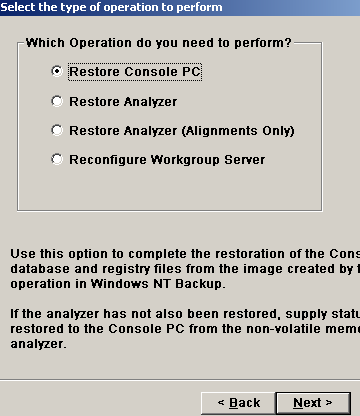 Select the type of operation to perform
Which Operation do you need to perform?
Restore Console PC
Restore Analyzer
Restore Analyzer (Alignments Only)
Reconfigure Workgroup Server
Use this option to complete the restoration of the
database and registry files from the image created by
operation in Windows NT Backup.
If the analyzer has not also been restored, supply
restored to the Console PC from the non-volatile
analyzer.
< Back
Next >